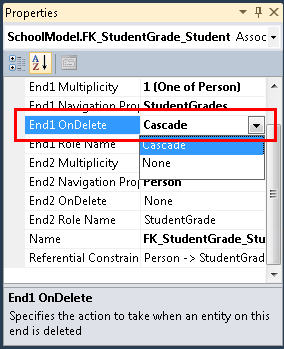 Properties
SchoolModel.FK_StudentGrade_Student Assoc
End1 Multiplicity 1 (One of Person)
End1 Navigation Prop StudentGrades
End1 OnDelete Cascade
End1 Role Name Cascade
End2 Multiplicity None
End2 Navigation Prop Person
End2 OnDelete None
End2 Role Name StudentGrade
Name FK_StudentGrade_Stu
Referential Constrain Person -> StudentGrad
End1 OnDelete
Specifies the action to take when an entity on this end is deleted